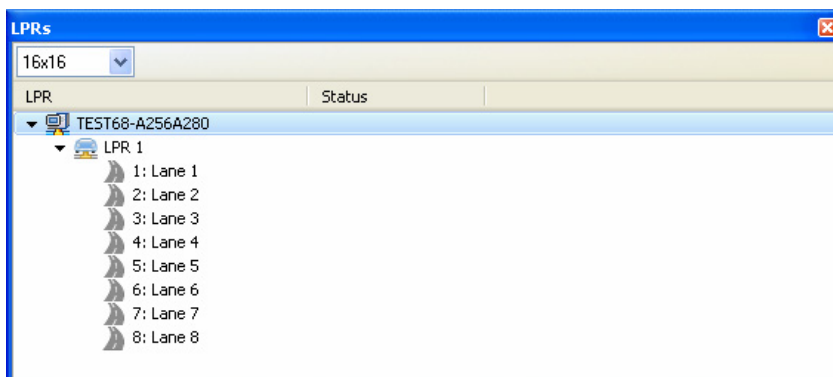 LPRs
16x16
LPR Status
TEST68-A256A280
LPR 1
1: Lane 1
2: Lane 2
3: Lane 3
4: Lane 4
5: Lane 5
6: Lane 6
7: Lane 7
8: Lane 8